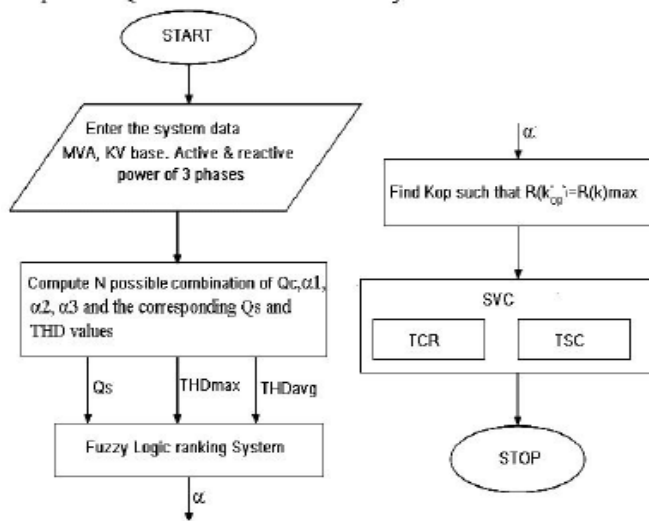 START
Enter the system data
MVA, KV base. Active & reactive
power of 3 phases
Compute N possible combination of Qc,α1,
α2, α3 and the corresponding Qs and
THD values
Qs
THDmax
THDavg
Fuzzy Logic ranking System
α
α
Find Kop such that R(k*op)=R(k)max
SVC
TCR
TSC
STOP